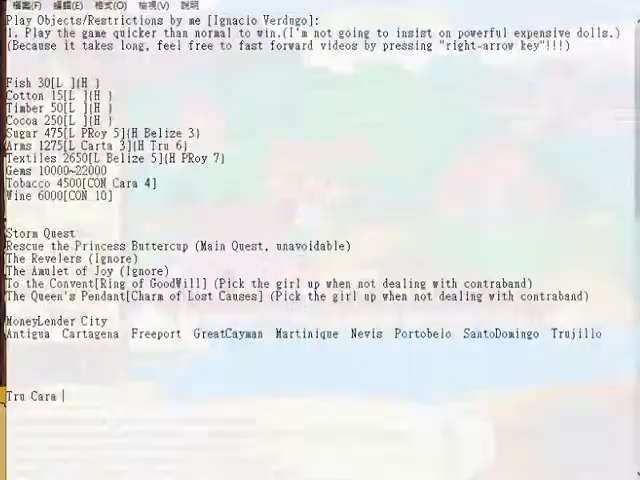 檔案(F) 編輯(E) 格式(O) 檢視(V) 說明
Play Objects/Restrictions by me [Ignacio Verdugo]:
1. Play the game quicker than normal to win.(I'm not going to insist on powerful expensive dolls.)
(Because it takes long, feel free to fast forward videos by pressing "right-arrow key"!!!)
Fish 30[L ]{H }
Cotton 15[L ]{H }
Timber 50[L ]{H }
Cocoa 250[L ]{H }
Sugar 475[L PRoy 5]{H Belize 3}
Arms 1275[L Carta 3]{H Tru 6}
Textiles 2650[L Belize 5]{H PRoy 7}
Gems 10000~22000
Tobacco 4500[CON Cara 4]
Wine 6000[CON 10]
Storm Quest
Rescue the Princess Buttercup (Main Quest, unavoidable)
The Revelers (Ignore)
The Amulet of Joy (Ignore)
To the Convent[Ring of GoodWill] (Pick the girl up when not dealing with contraband)
The Queen's Pendant[Charm of Lost Causes] (Pick the girl up when not dealing with contraband)
MoneyLender City
Antigua Cartagena Freeport GreatCayman Martinique Nevis Portobelo SantoDomingo Trujillo
Tru Cara